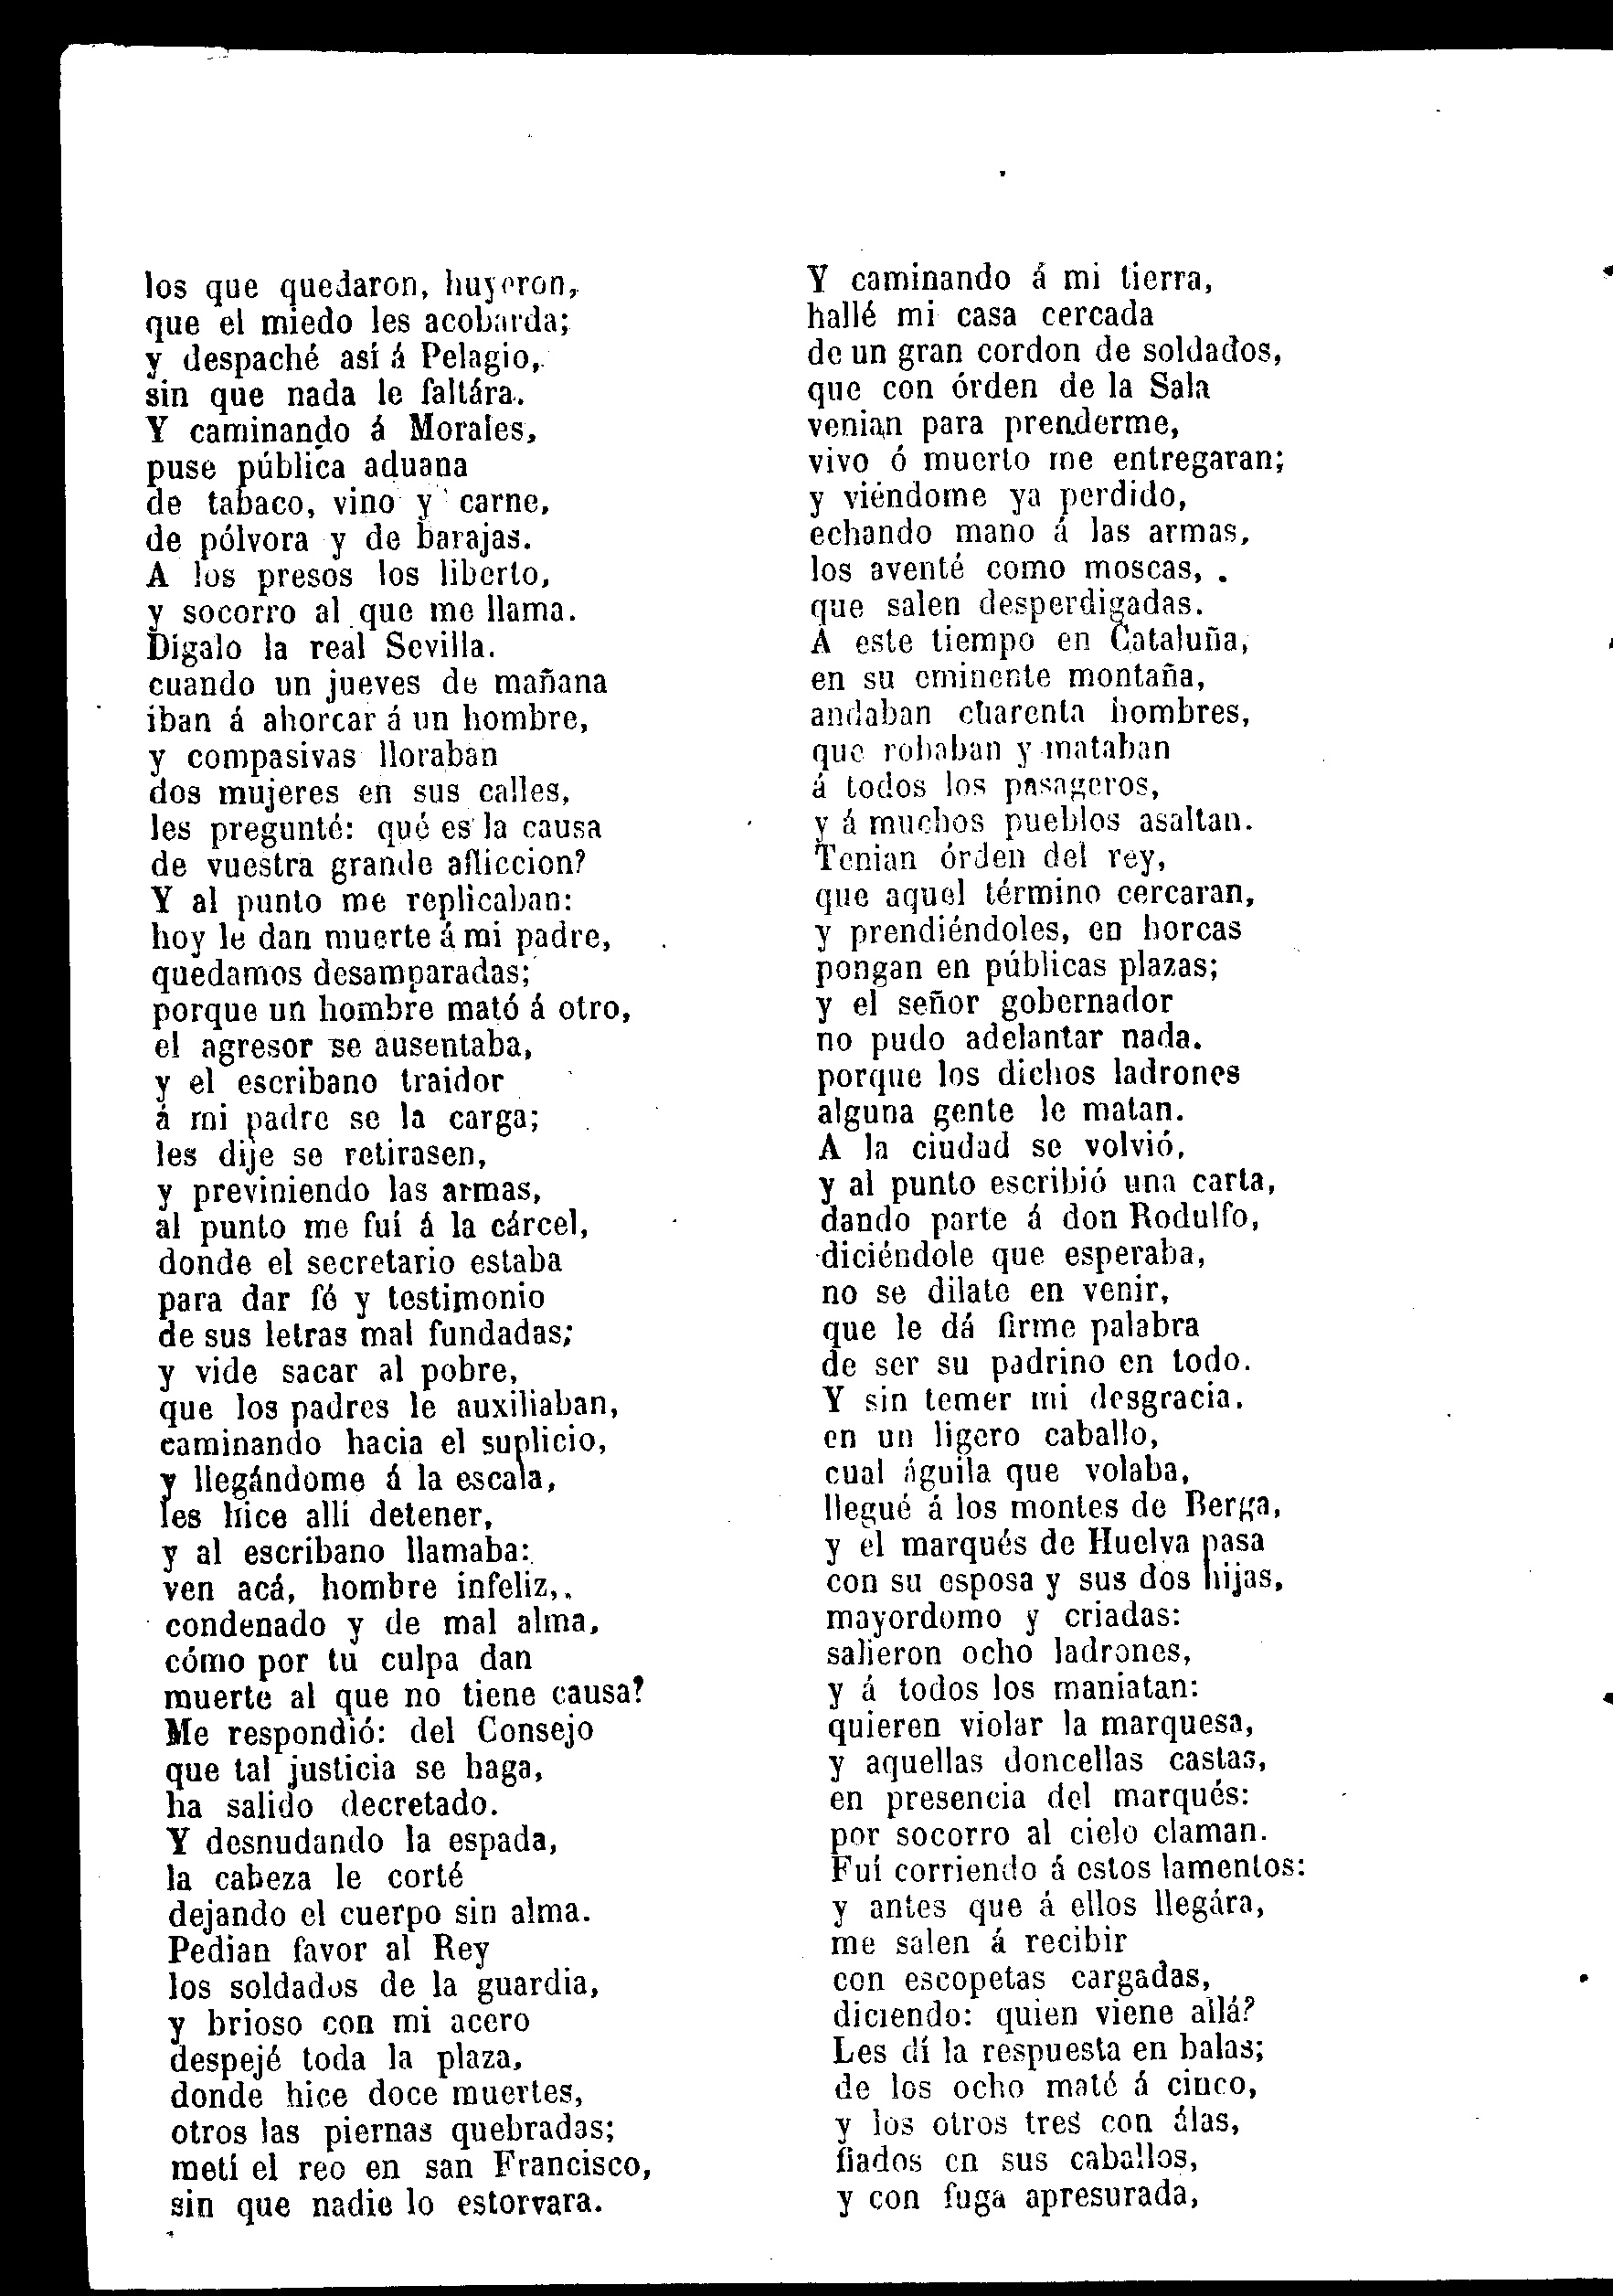 los que quedaron, huyeron,
que el miedo les acobarda;
y despaché así á Pelagio,
sin que nada le faltára.
Y caminando á Morales,
puse pública aduana
de tabaco, vino y carne,
de pólvora y de barajas.
A los presos los liberto,
y socorro al que me llama.
Digalo la real Sevilla.
cuando un jueves de mañana
iban á ahorcar á un hombre,
y compasivas lloraban
dos mujeres en sus calles,
les pregunté: qué es la causa
de vuestra grande afliccion?
Y al punto me replicaban:
hoy le dan muerte á mi padre,
quedamos desamparadas;
porque un hombre mató á otro,
el agresor se ausentaba,
y el escribano traidor
á mi padre se la carga;
les dije se retirasen,
y previniendo las armas,
al punto me fuí á la cárcel,
donde el secretario estaba
para dar fé y testimonio
de sus letras mal fundadas;
y vide sacar al pobre,
que los padres le auxiliaban,
caminando hacia el suplicio,
y llegándome á la escala,
les hice alli detener,
y al escribano llamaba:
ven acá, hombre infeliz,
condenado y de mal alma,
cómo por tu culpa dan
muerte al que no tiene causa?
Me respondió: del Consejo
que tal justicia se haga,
ha salido decretado.
Y desnudando la espada,
la cabeza le corté
dejando el cuerpo sin alma.
Pedian favor al Rey
los soldados de la guardia,
y brioso con mi acero
despejé toda la plaza,
donde hice doce muertes,
otros las piernas quebradas;
metí el reo en san Francisco,
sin que nadie lo estorvara.
Y caminando á mi tierra,
hallé mi casa cercada
de un gran cordon de soldados,
que con órden de la Sala
venian para prenderme,
vivo ó muerto me entregaran;
y viéndome ya perdido,
echando mano á las armas,
los aventé como moscas,
que salen desperdigadas.
A este tiempo en Cataluña,
en su eminente montaña,
andaban cuarenta hombres,
que robaban y mataban
á todos los pasageros,
y á muchos pueblos asaltan.
Tenian órden del rey,
que aquel término cercaran,
y prendiéndoles, en horcas
pongan en públicas plazas;
y el señor gobernador
no pudo adelantar nada.
porque los dichos ladrones
alguna gente le matan.
A la ciudad se volvió,
y al punto escribió una carta,
dando parte á don Rodulfo,
diciéndole que esperaba,
no se dilate en venir,
que le dá firme palabra
de ser su padrino en todo.
Y sin temer mi desgracia.
en un ligero caballo,
cual águila que volaba,
llegué á los montes de Berga,
y el marqués de Huelva pasa
con su esposa y sus dos hijas,
mayordomo y criadas:
salieron ocho ladrones,
y á todos los maniatan:
quieren violar la marquesa,
y aquellas doncellas castas,
en presencia del marqués:
por socorro al cielo claman.
Fuí corriendo á estos lamentos:
y antes que á ellos llegára,
me salen á recibir
con escopetas cargadas,
diciendo: quien viene allá?
Les dí la respuesta en balas;
de los ocho maté á cinco,
y los otros tres con álas,
fiados en sus caballos,
y con fuga apresurada,